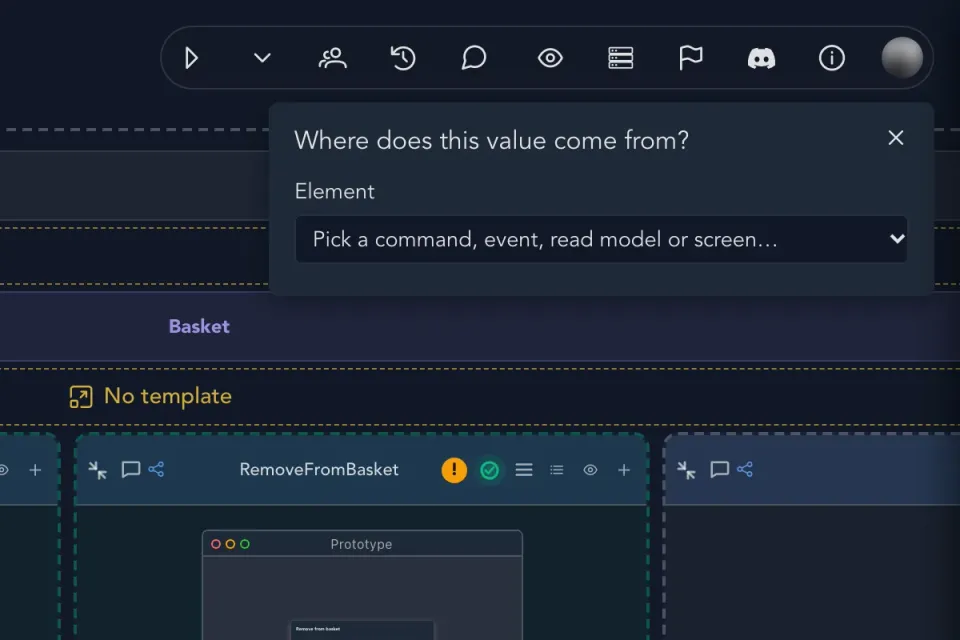 Where does this value come from?
Element
Pick a command, event, read model or screen...
Basket
No template
RemoveFromBasket
Prototype
Remove from basket